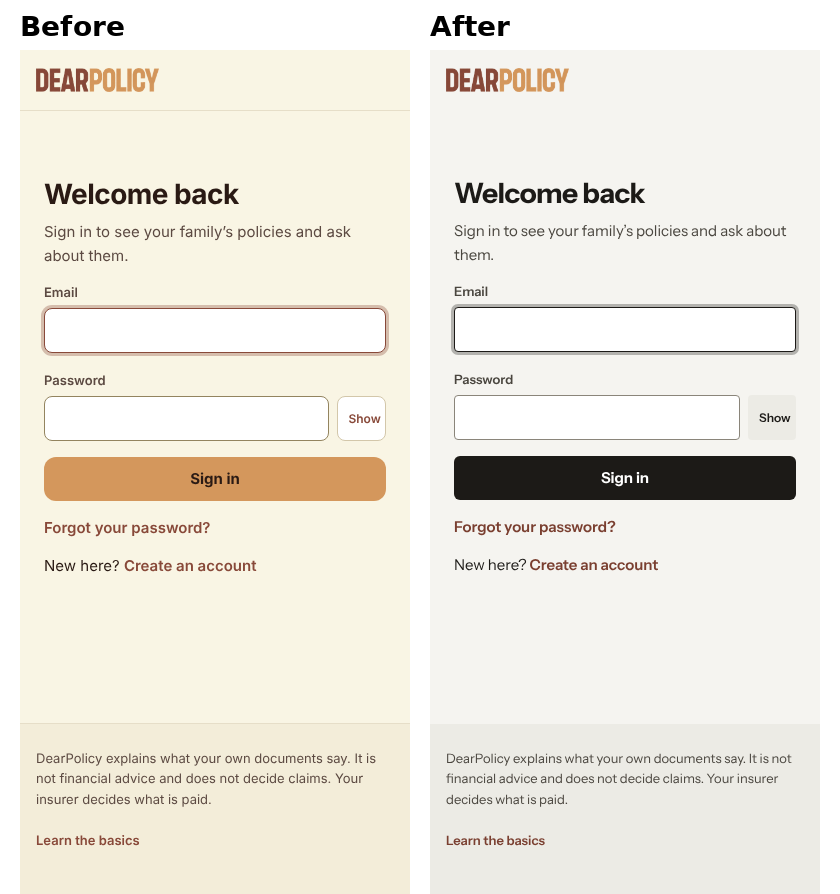 Before
DEARPOLICY
Welcome back
Sign in to see your family’s policies and ask
about them.
Email
Password
Show
Sign in
Forgot your password?
New here? Create an account
DearPolicy explains what your own documents say. It is
not financial advice and does not decide claims. Your
insurer decides what is paid.
Learn the basics
After
DEARPOLICY
Welcome back
Sign in to see your family’s policies and ask about
them.
Email
Password
Show
Sign in
Forgot your password?
New here? Create an account
DearPolicy explains what your own documents say. It is not
financial advice and does not decide claims. Your insurer
decides what is paid.
Learn the basics